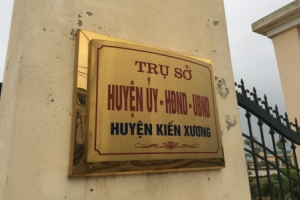 TRỤ SỞ
HUYỆN ỦY - HĐND - UBND
HUYỆN KIẾN XƯƠNG